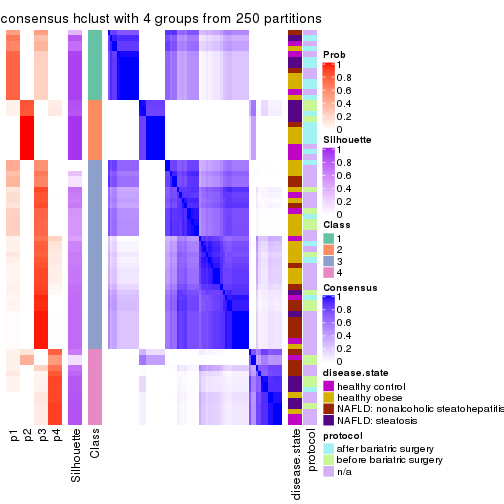 consensus hclust with 4 groups from 250 partitions
Prob
1
0.8
0.6
0.4
0.2
0
Silhouette
1
0.8
0.6
0.4
0.2
0
Class
1
2
3
4
Consensus
1
0.8
0.6
0.4
0.2
0
disease.state
healthy control
healthy obese
NAFLD: nonalcoholic steatohepatitis
NAFLD: steatosis
protocol
after bariatric surgery
before bariatric surgery
n/a
p1
p2
p3
p4
Silhouette
Class
disease.state
protocol